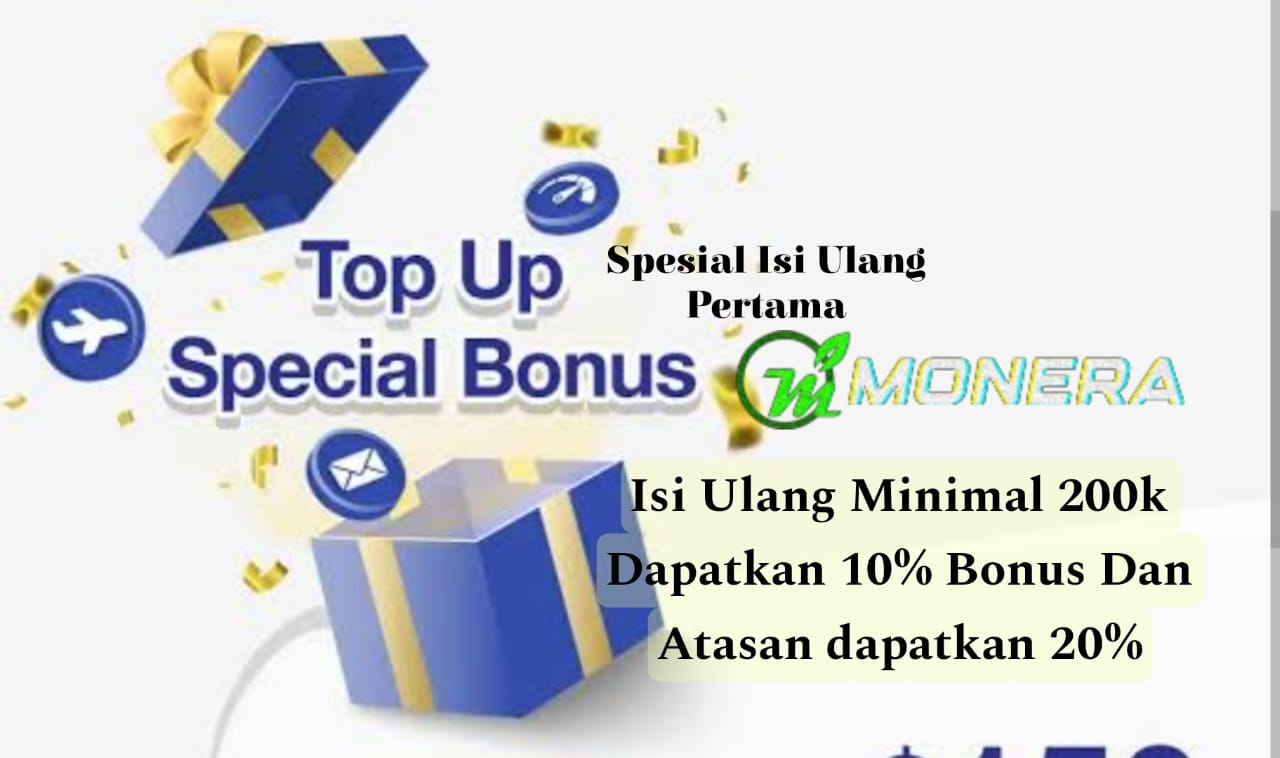 Top Up
Special Bonus
Spesial Isi Ulang
Pertama
MONERA
Isi Ulang Minimal 200k
Dapatkan 10% Bonus Dan
Atasan dapatkan 20%